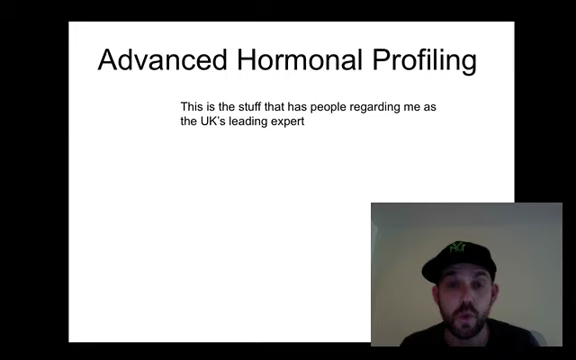 Advanced Hormonal Profiling
This is the stuff that has people regarding me as
the UK's leading expert